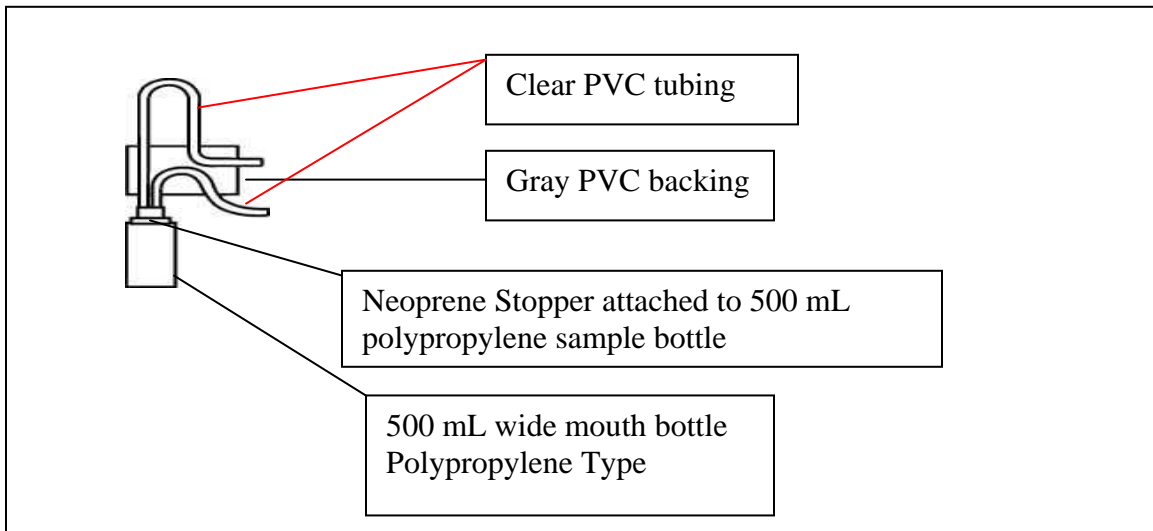 Clear PVC tubing
Gray PVC backing
Neoprene Stopper attached to 500 mL
polypropylene sample bottle
500 mL wide mouth bottle
Polypropylene Type